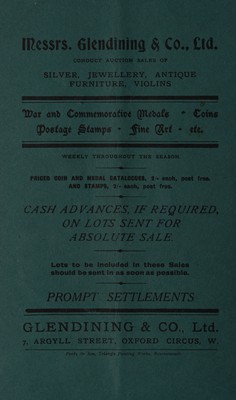 Messrs. Glendining & Co., Ltd.
CONDUCT AUCTION SALES OF
SILVER, JEWELLERY, ANTIQUE
FURNITURE, VIOLINS
War and Commemorative Medals · Coins
Postage Stamps · Fine Art · etc.
WEEKLY THROUGHOUT THE SEASON.
PRICED COIN AND MEDAL CATALOGUES, 2/- each, post free.
AND STAMPS, 2/- each, post free.
CASH ADVANCES, IF REQUIRED,
ON LOTS SENT FOR
ABSOLUTE SALE.
Lots to be included in these Sales
should be sent in as soon as possible.
PROMPT SETTLEMENTS
GLENDINING & CO., Ltd.
7, ARGYLL STREET, OXFORD CIRCUS, W.